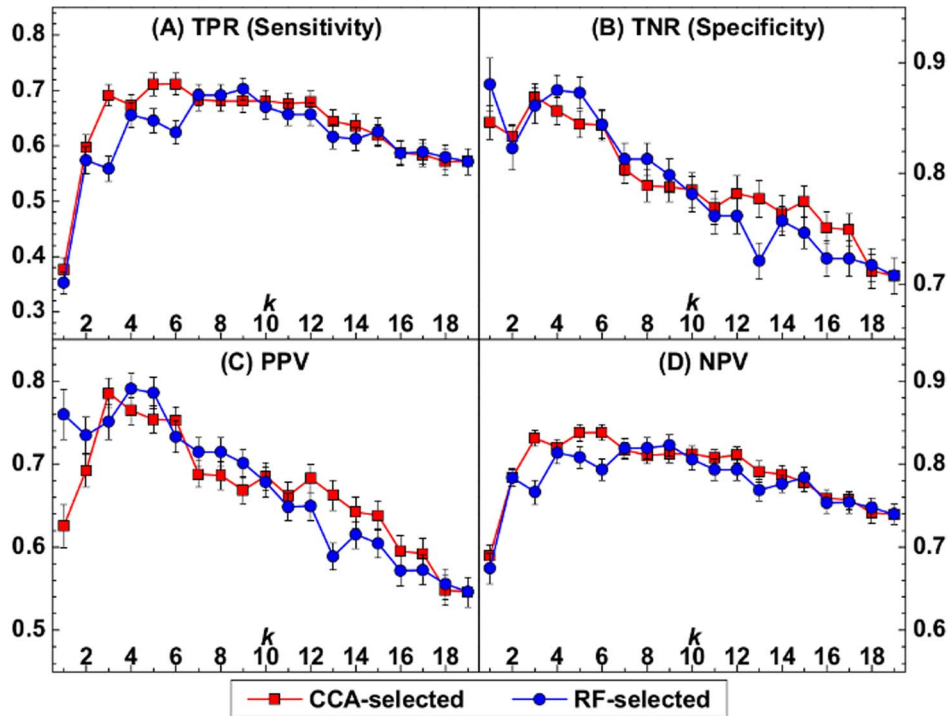 (A) TPR (Sensitivity)
(B) TNR (Specificity)
0.8
0.7
0.6
0.5
0.4
0.3
0.9
0.8
0.7
k
2 4 6 8 10 12 14 16 18
k
2 4 6 8 10 12 14 16 18
(C) PPV
(D) NPV
0.8
0.7
0.6
0.5
0.9
0.8
0.7
0.6
k
2 4 6 8 10 12 14 16 18
k
2 4 6 8 10 12 14 16 18
CCA-selected RF-selected